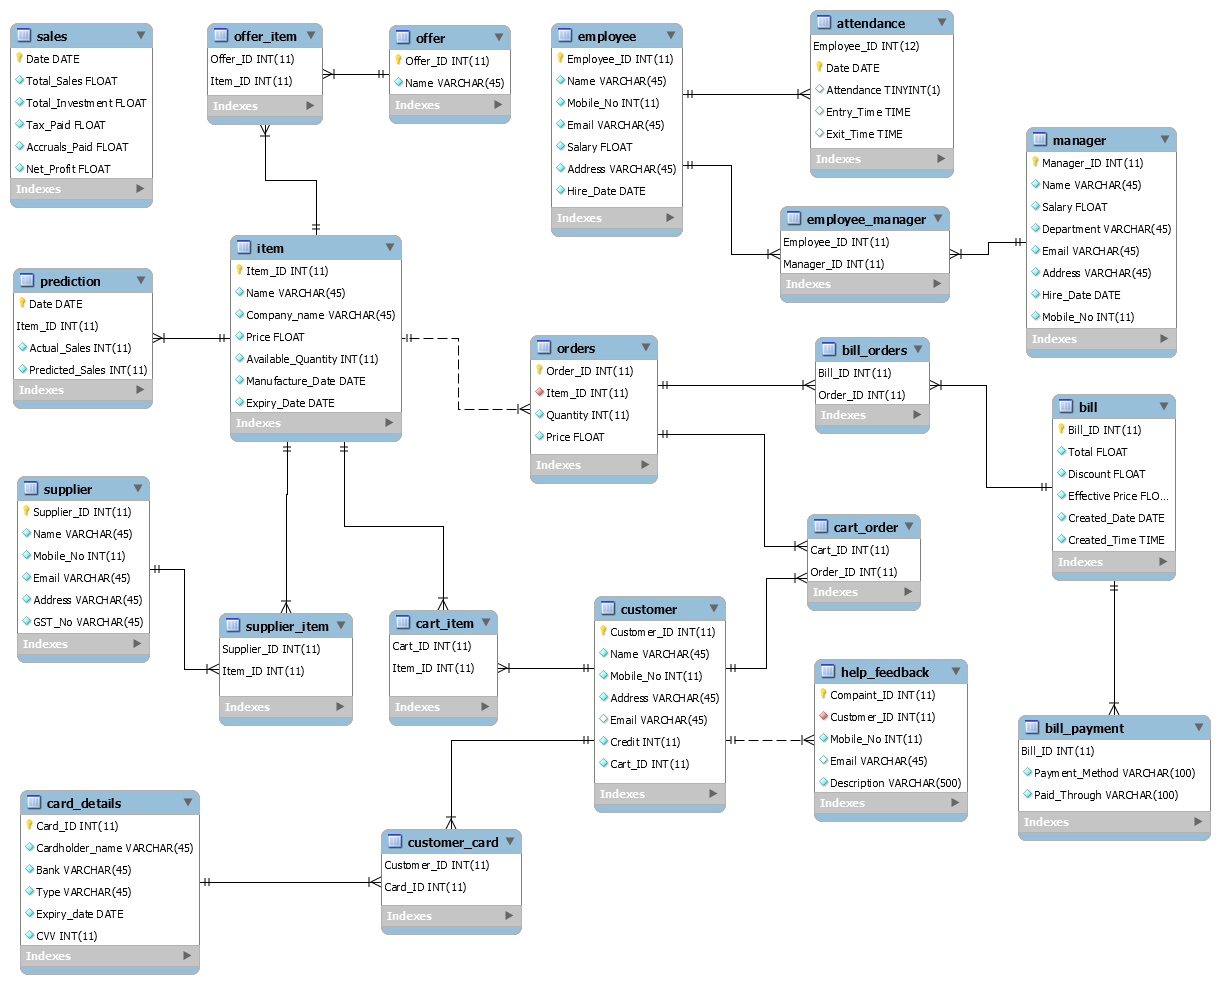 sales
Date DATE
Total_Sales FLOAT
Total_Investment FLOAT
Tax_Paid FLOAT
Accruals_Paid FLOAT
Net_Profit FLOAT
Indexes
offer_item
Offer_ID INT(11)
Item_ID INT(11)
Indexes
offer
Offer_ID INT(11)
Name VARCHAR(45)
Indexes
employee
Employee_ID INT(11)
Name VARCHAR(45)
Mobile_No INT(11)
Email VARCHAR(45)
Salary FLOAT
Address VARCHAR(45)
Hire_Date DATE
Indexes
attendance
Employee_ID INT(12)
Date DATE
Attendance TINYINT(1)
Entry_Time TIME
Exit_Time TIME
Indexes
manager
Manager_ID INT(11)
Name VARCHAR(45)
Salary FLOAT
Department VARCHAR(45)
Email VARCHAR(45)
Address VARCHAR(45)
Hire_Date DATE
Mobile_No INT(11)
Indexes
employee_manager
Employee_ID INT(11)
Manager_ID INT(11)
Indexes
item
Item_ID INT(11)
Name VARCHAR(45)
Company_name VARCHAR(45)
Price FLOAT
Available_Quantity INT(11)
Manufacture_Date DATE
Expiry_Date DATE
Indexes
prediction
Date DATE
Item_ID INT(11)
Actual_Sales INT(11)
Predicted_Sales INT(11)
Indexes
orders
Order_ID INT(11)
Item_ID INT(11)
Quantity INT(11)
Price FLOAT
Indexes
bill_orders
Bill_ID INT(11)
Order_ID INT(11)
Indexes
bill
Bill_ID INT(11)
Total FLOAT
Discount FLOAT
Effective Price FLO...
Created_Date DATE
Created_Time TIME
Indexes
supplier
Supplier_ID INT(11)
Name VARCHAR(45)
Mobile_No INT(11)
Email VARCHAR(45)
Address VARCHAR(45)
GST_No VARCHAR(45)
Indexes
cart_order
Cart_ID INT(11)
Order_ID INT(11)
Indexes
supplier_item
Supplier_ID INT(11)
Item_ID INT(11)
Indexes
cart_item
Cart_ID INT(11)
Item_ID INT(11)
Indexes
customer
Customer_ID INT(11)
Name VARCHAR(45)
Mobile_No INT(11)
Address VARCHAR(45)
Email VARCHAR(45)
Credit INT(11)
Cart_ID INT(11)
Indexes
help_feedback
Compaint_ID INT(11)
Customer_ID INT(11)
Mobile_No INT(11)
Email VARCHAR(45)
Description VARCHAR(500)
Indexes
bill_payment
Bill_ID INT(11)
Payment_Method VARCHAR(100)
Paid_Through VARCHAR(100)
Indexes
card_details
Card_ID INT(11)
Cardholder_name VARCHAR(45)
Bank VARCHAR(45)
Type VARCHAR(45)
Expiry_date DATE
CVV INT(11)
Indexes
customer_card
Customer_ID INT(11)
Card_ID INT(11)
Indexes